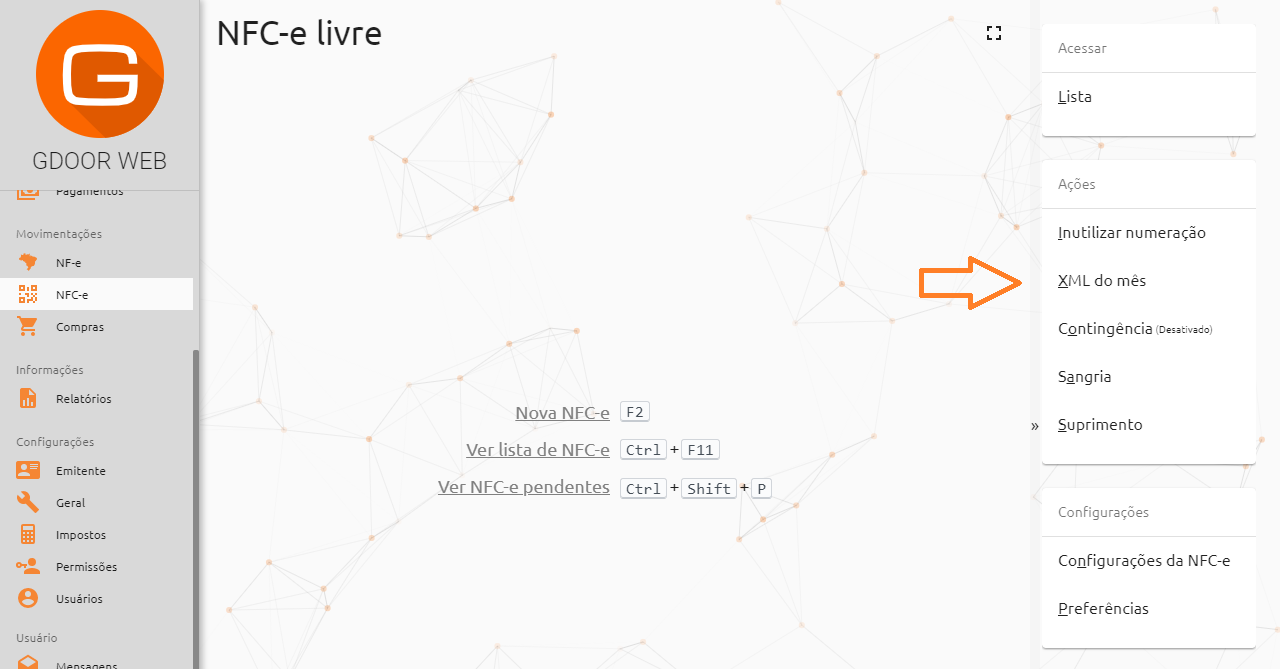 GDOOR WEB
Pagamentos
Movimentações
NF-e
NFC-e
Compras
Informações
Relatórios
Configurações
Emitente
Geral
Impostos
Permissões
Usuários
Usuário
Mensagens
NFC-e livre
Nova NFC-e F2
Ver lista de NFC-e Ctrl + F11
Ver NFC-e pendentes Ctrl + Shift + P
»
Acessar
Lista
Ações
Inutilizar numeração
XML do mês
Contingência (Desativado)
Sangria
Suprimento
Configurações
Configurações da NFC-e
Preferências